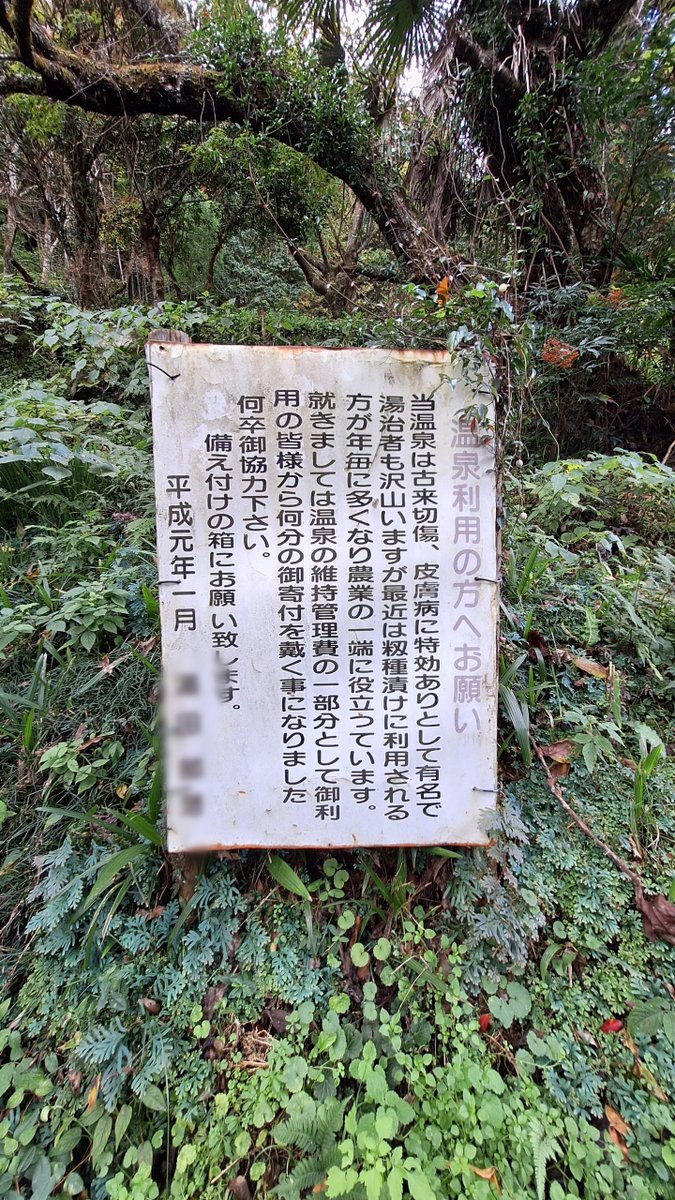 温泉利用の方へお願い
当温泉は古来切傷、皮膚病に特効ありとして有名で
湯治者も沢山いますが最近は籾種漬けに利用される
方が年毎に多くなり農業の一端に役立うています。
就きましては温泉の維持管理費の一部分として御利
用の皆様から何分の御寄付を戴く事になりました
何卒御協力下さい。
備え付けの箱にお願い致します。
平成元年一月